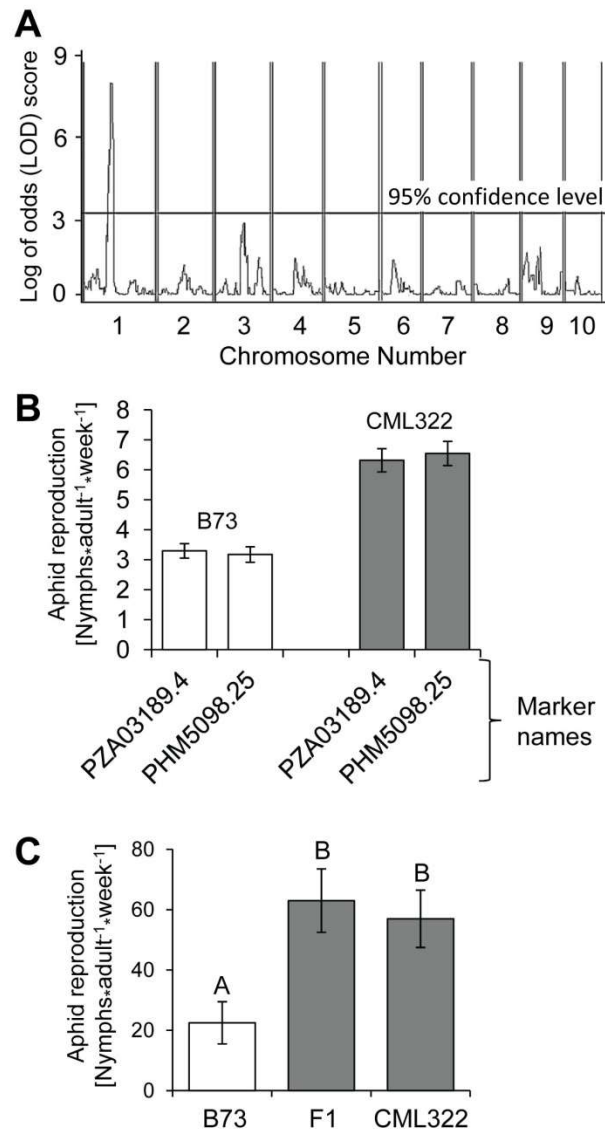 A
Log of odds (LOD) score
9
6
3
0
95% confidence level
1 2 3 4 5 6 7 8 9 10
Chromosome Number
B
Aphid reproduction
[Nymphs*adult-1*week-1]
8
7
6
5
4
3
2
1
0
B73
CML322
PZA03189.4
PHM5098.25
PZA03189.4
PHM5098.25
Marker
names
C
Aphid reproduction
[Nymphs*adult-1*week-1]
80
60
40
20
0
A
B
B
B73 F1 CML322